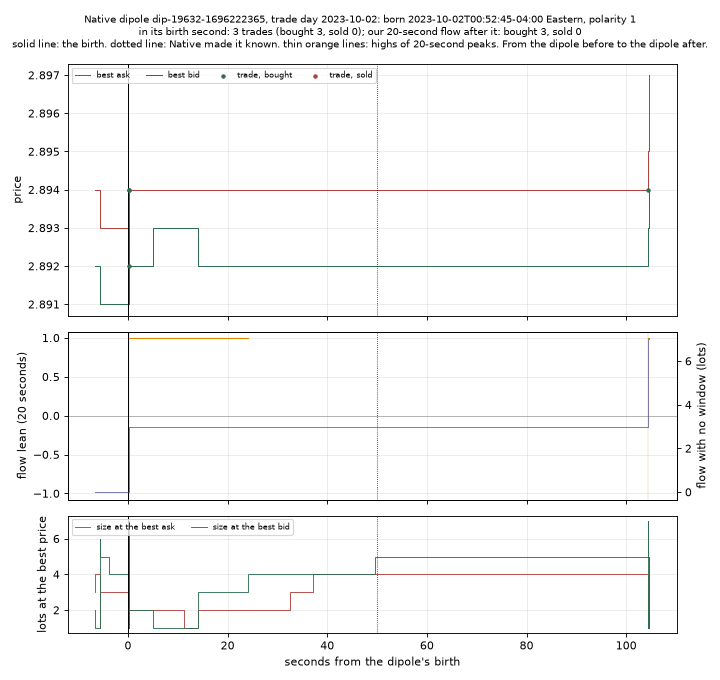 Native dipole dip-19632-1696222365, trade day 2023-10-02: born 2023-10-02T00:52:45-04:00 Eastern, polarity 1
in its birth second: 3 trades (bought 3, sold 0); our 20-second flow after it: bought 3, sold 0
solid line: the birth. dotted line: Native made it known. thin orange lines: highs of 20-second peaks. From the dipole before to the dipole after.
best ask
best bid
trade, bought
trade, sold
2.897
2.896
2.895
2.894
2.893
2.892
2.891
price
1.0
0.5
0.0
−0.5
−1.0
flow lean (20 seconds)
6
4
2
0
flow with no window (lots)
size at the best ask
size at the best bid
6
4
2
lots at the best price
0
20
40
60
80
100
seconds from the dipole's birth